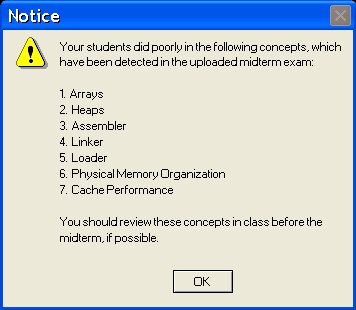 Notice
Your students did poorly in the following concepts, which
have been detected in the uploaded midterm exam:
1. Arrays
2. Heaps
3. Assembler
4. Linker
5. Loader
6. Physical Memory Organization
7. Cache Performance
You should review these concepts in class before the
midterm, if possible.
OK